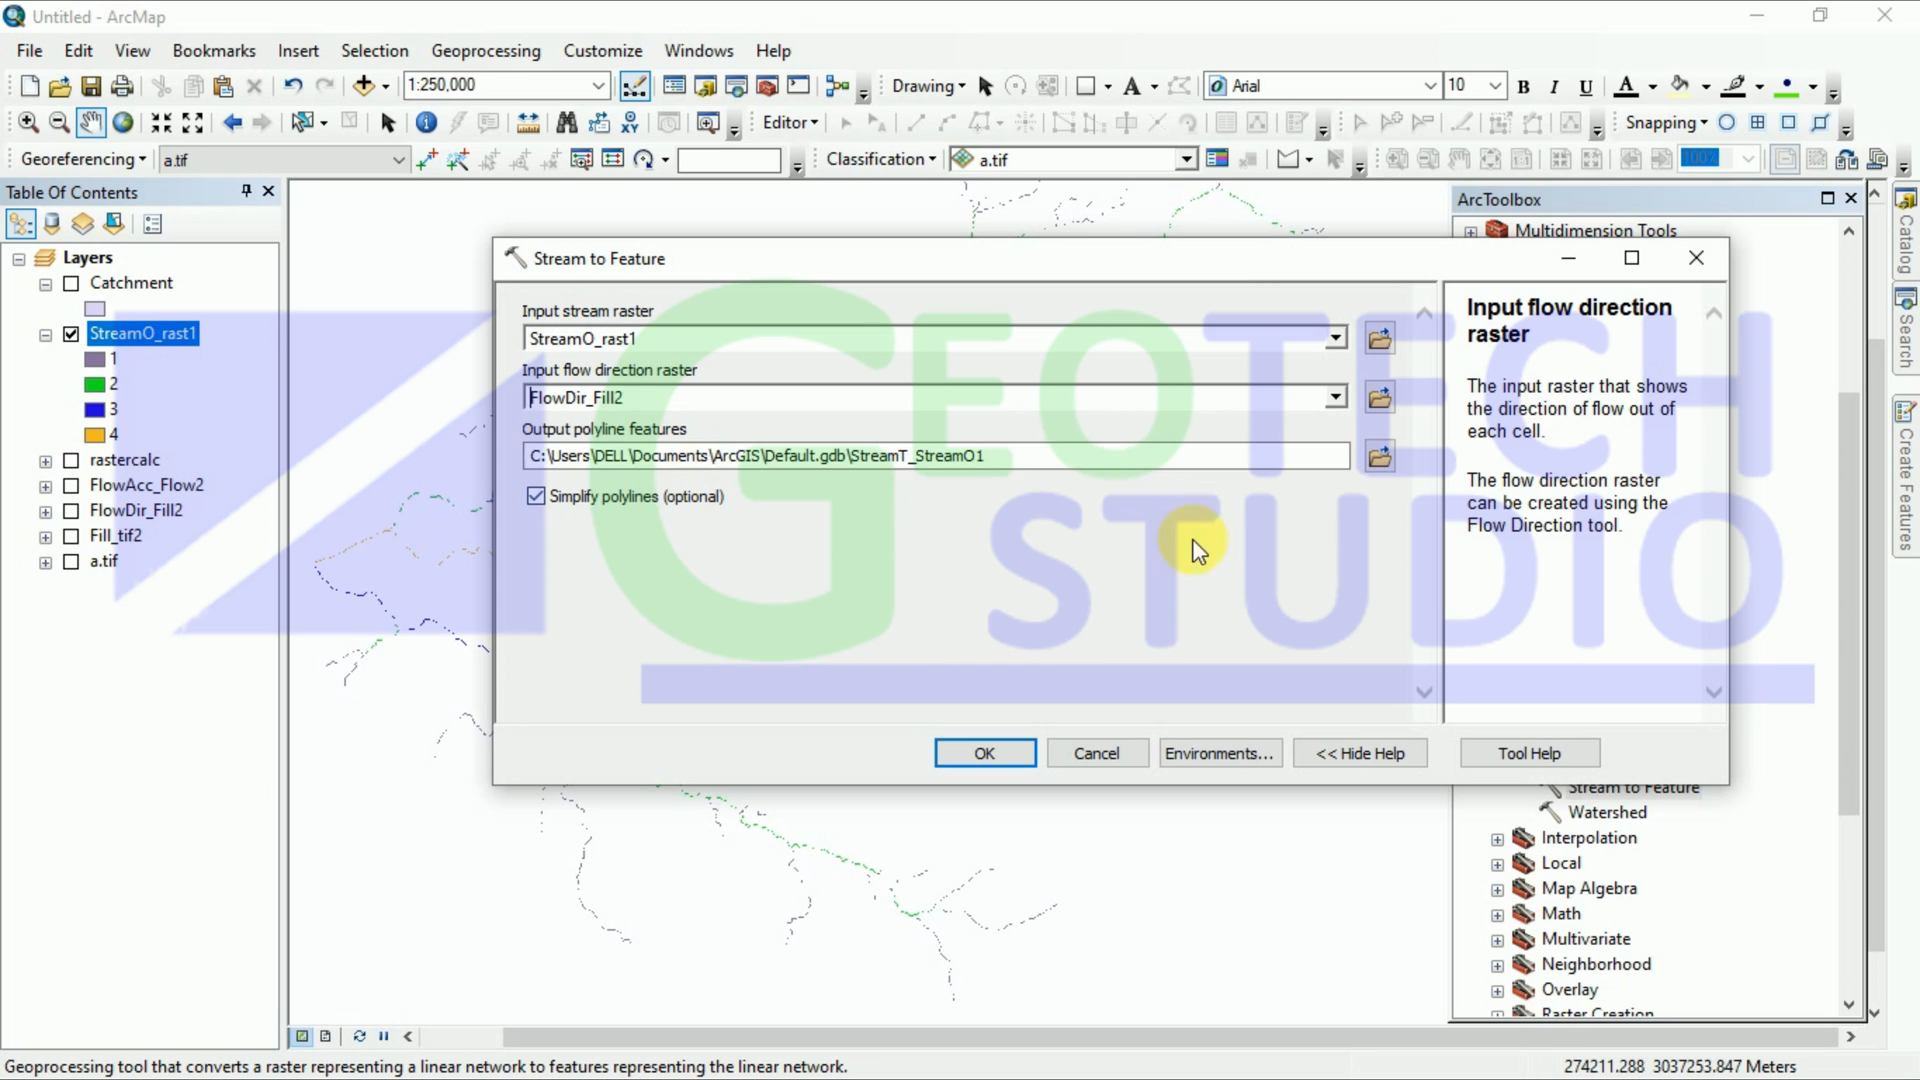 Untitled - ArcMap
File Edit View Bookmarks Insert Selection Geoprocessing Customize Windows Help
1:250,000 Drawing A Arial 10 B I U A
Editor Snapping
Georeferencing a.tif Classification a.tif 100%
Table Of Contents
Layers
Catchment
StreamO_rast1
1
2
3
4
rastercalc
FlowAcc_Flow2
FlowDir_Fill2
Fill_tif2
a.tif
Stream to Feature
Input stream raster
StreamO_rast1
Input flow direction raster
FlowDir_Fill2
Output polyline features
C:\Users\DELL\Documents\ArcGIS\Default.gdb\StreamT_StreamO1
Simplify polylines (optional)
OK Cancel Environments... << Hide Help Tool Help
Input flow direction
raster
The input raster that shows
the direction of flow out of
each cell.
The flow direction raster
can be created using the
Flow Direction tool.
GEOTECH
STUDIO
ArcToolbox
Multidimension Tools
Stream to Feature
Watershed
Interpolation
Local
Map Algebra
Math
Multivariate
Neighborhood
Overlay
Raster Creation
Catalog
Search
Create Features
Geoprocessing tool that converts a raster representing a linear network to features representing the linear network.
274211.288 3037253.847 Meters